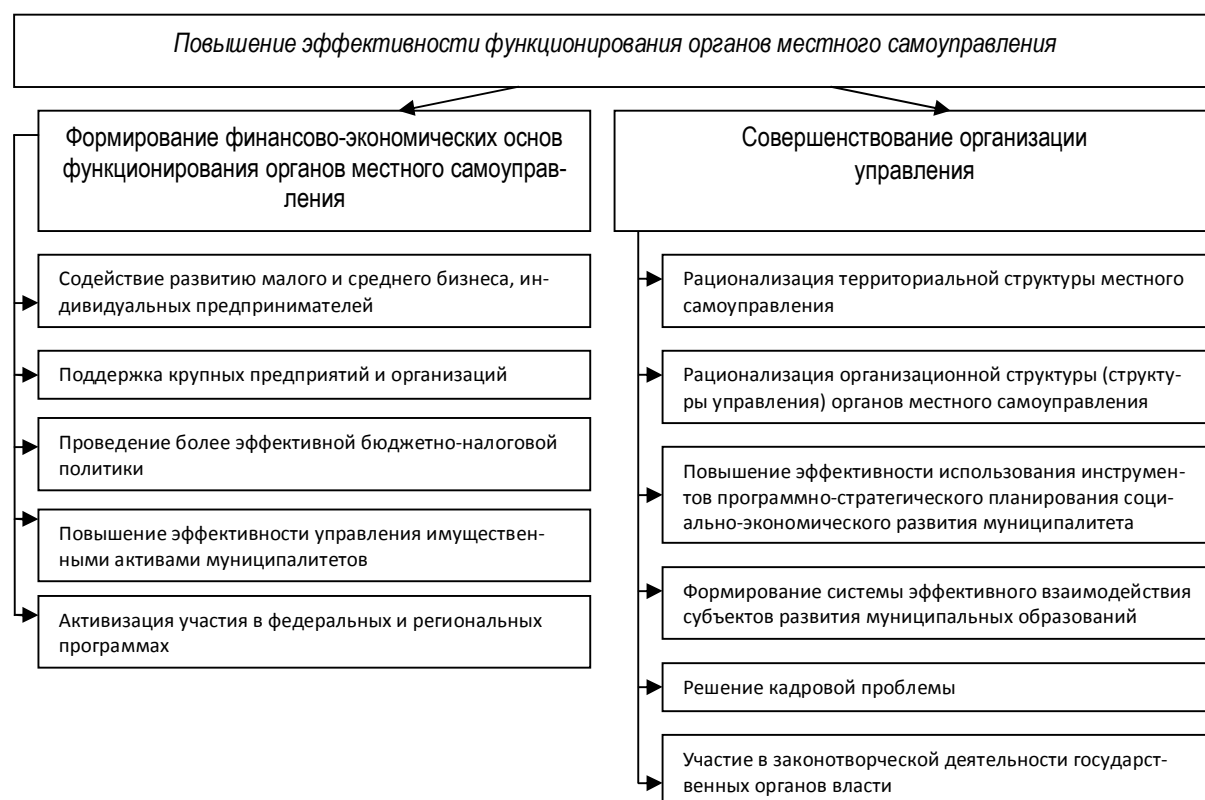 Повышение эффективности функционирования органов местного самоуправления
Формирование финансово-экономических основ
функционирования органов местного самоуправ-
ления
Содействие развитию малого и среднего бизнеса, ин-
дивидуальных предпринимателей
Поддержка крупных предприятий и организаций
Проведение более эффективной бюджетно-налоговой
политики
Повышение эффективности управления имуществен-
ными активами муниципалитетов
Активизация участия в федеральных и региональных
программах
Совершенствование организации
управления
Рационализация территориальной структуры местного
самоуправления
Рационализация организационной структуры (структу-
ры управления) органов местного самоуправления
Повышение эффективности использования инструмен-
тов программно-стратегического планирования соци-
ально-экономического развития муниципалитета
Формирование системы эффективного взаимодействия
субъектов развития муниципальных образований
Решение кадровой проблемы
Участие в законотворческой деятельности государст-
венных органов власти